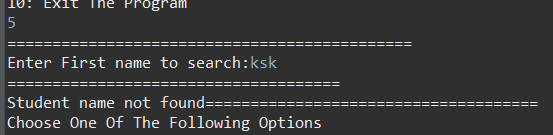 10: Exit The Program
5
=============================================
Enter First name to search:ksk
=====================================
Student name not found=====================================
Choose One Of The Following Options